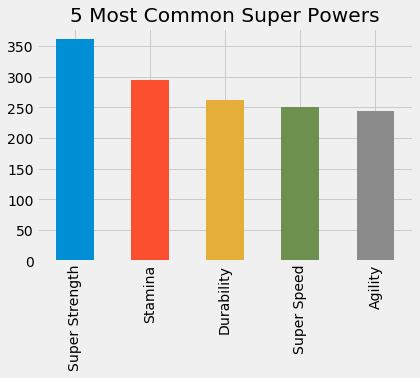 5 Most Common Super Powers
350
300
250
200
150
100
50
0
Super Strength
Stamina
Durability
Super Speed
Agility